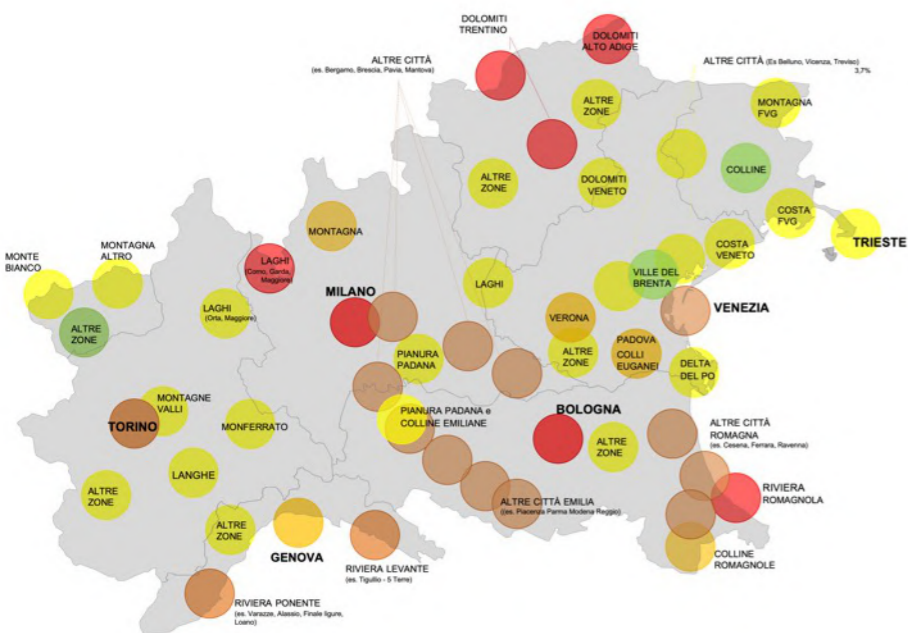 DOLOMITI
TRENTINO
DOLOMITI
ALTO ADIGE
ALTRE CITTÀ
(es. Bergamo, Brescia, Pavia, Mantova)
ALTRE CITTÀ (Es Belluno, Vicenza, Treviso)
3,7%
ALTRE
ZONE
MONTAGNA
FVG
COLLINE
ALTRE
ZONE
DOLOMITI
VENETO
COSTA
FVG
TRIESTE
MONTAGNA
COSTA
VENETO
MONTE
BIANCO
MONTAGNA
ALTRO
LAGHI
(Como, Garda,
Maggiore)
VILLE DEL
BRENTA
LAGHI
MILANO
LAGHI
(Orta, Maggiore)
VENEZIA
VERONA
ALTRE
ZONE
PADOVA
COLLI
EUGANEI
ALTRE
ZONE
PIANURA
PADANA
DELTA
DEL PO
MONTAGNE
VALLI
TORINO
MONFERRATO
PIANURA PADANA e
COLLINE EMILIANE
BOLOGNA
ALTRE
ZONE
ALTRE CITTÀ
ROMAGNA
(es. Cesena, Ferrara, Ravenna)
LANGHE
ALTRE
ZONE
RIVIERA
ROMAGNOLA
ALTRE CITTÀ EMILIA
((es. Piacenza Parma Modena Reggio)
ALTRE
ZONE
GENOVA
RIVIERA LEVANTE
(es. Tigullio - 5 Terre)
COLLINE
ROMAGNOLE
RIVIERA PONENTE
(es. Varazze, Alassio, Finale ligure,
Loano)